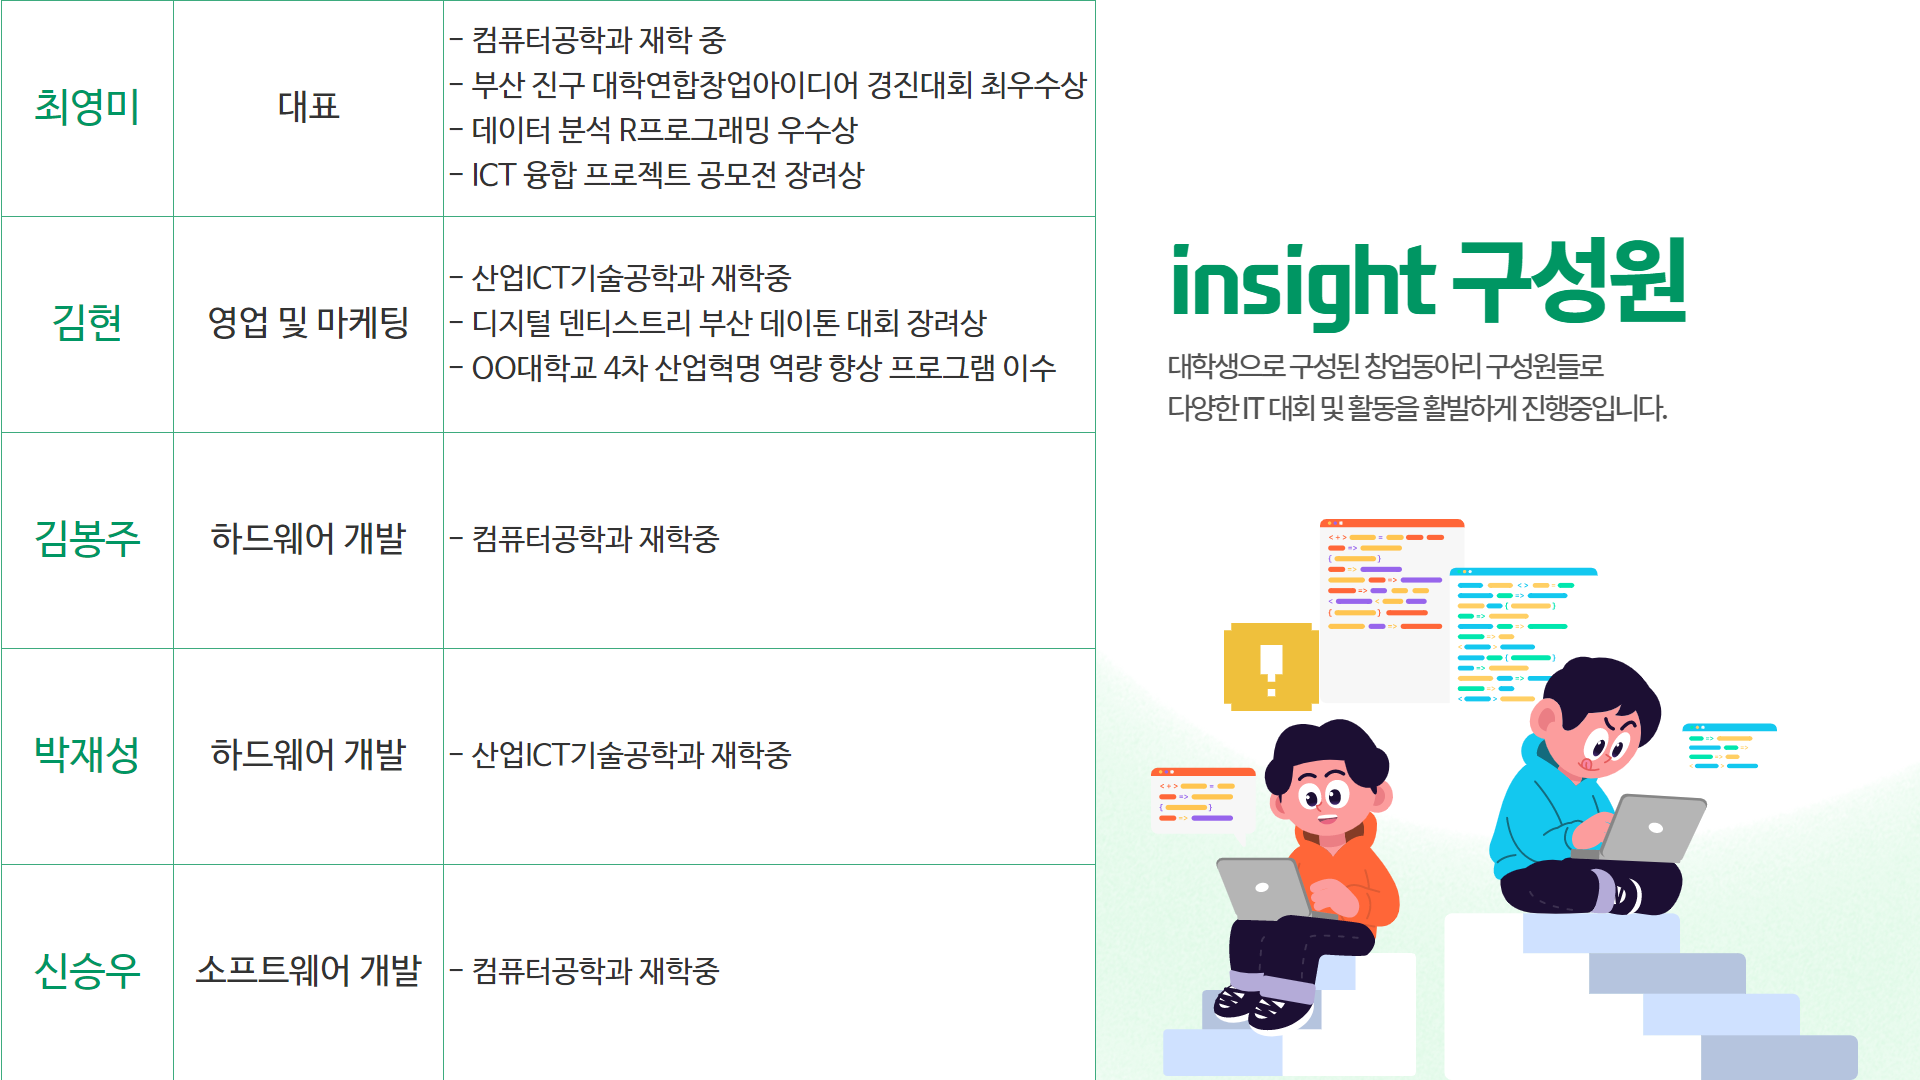 최영미
대표
- 컴퓨터공학과 재학 중
- 부산 진구 대학연합창업아이디어 경진대회 최우수상
- 데이터 분석 R프로그래밍 우수상
- ICT 융합 프로젝트 공모전 장려상
김현
영업 및 마케팅
- 산업ICT기술공학과 재학중
- 디지털 덴티스트리 부산 데이톤 대회 장려상
- OO대학교 4차 산업혁명 역량 향상 프로그램 이수
김봉주
하드웨어 개발
- 컴퓨터공학과 재학중
박재성
하드웨어 개발
- 산업ICT기술공학과 재학중
신승우
소프트웨어 개발
- 컴퓨터공학과 재학중
insight 구성원
대학생으로 구성된 창업동아리 구성원들로
다양한 IT 대회 및 활동을 활발하게 진행중입니다.